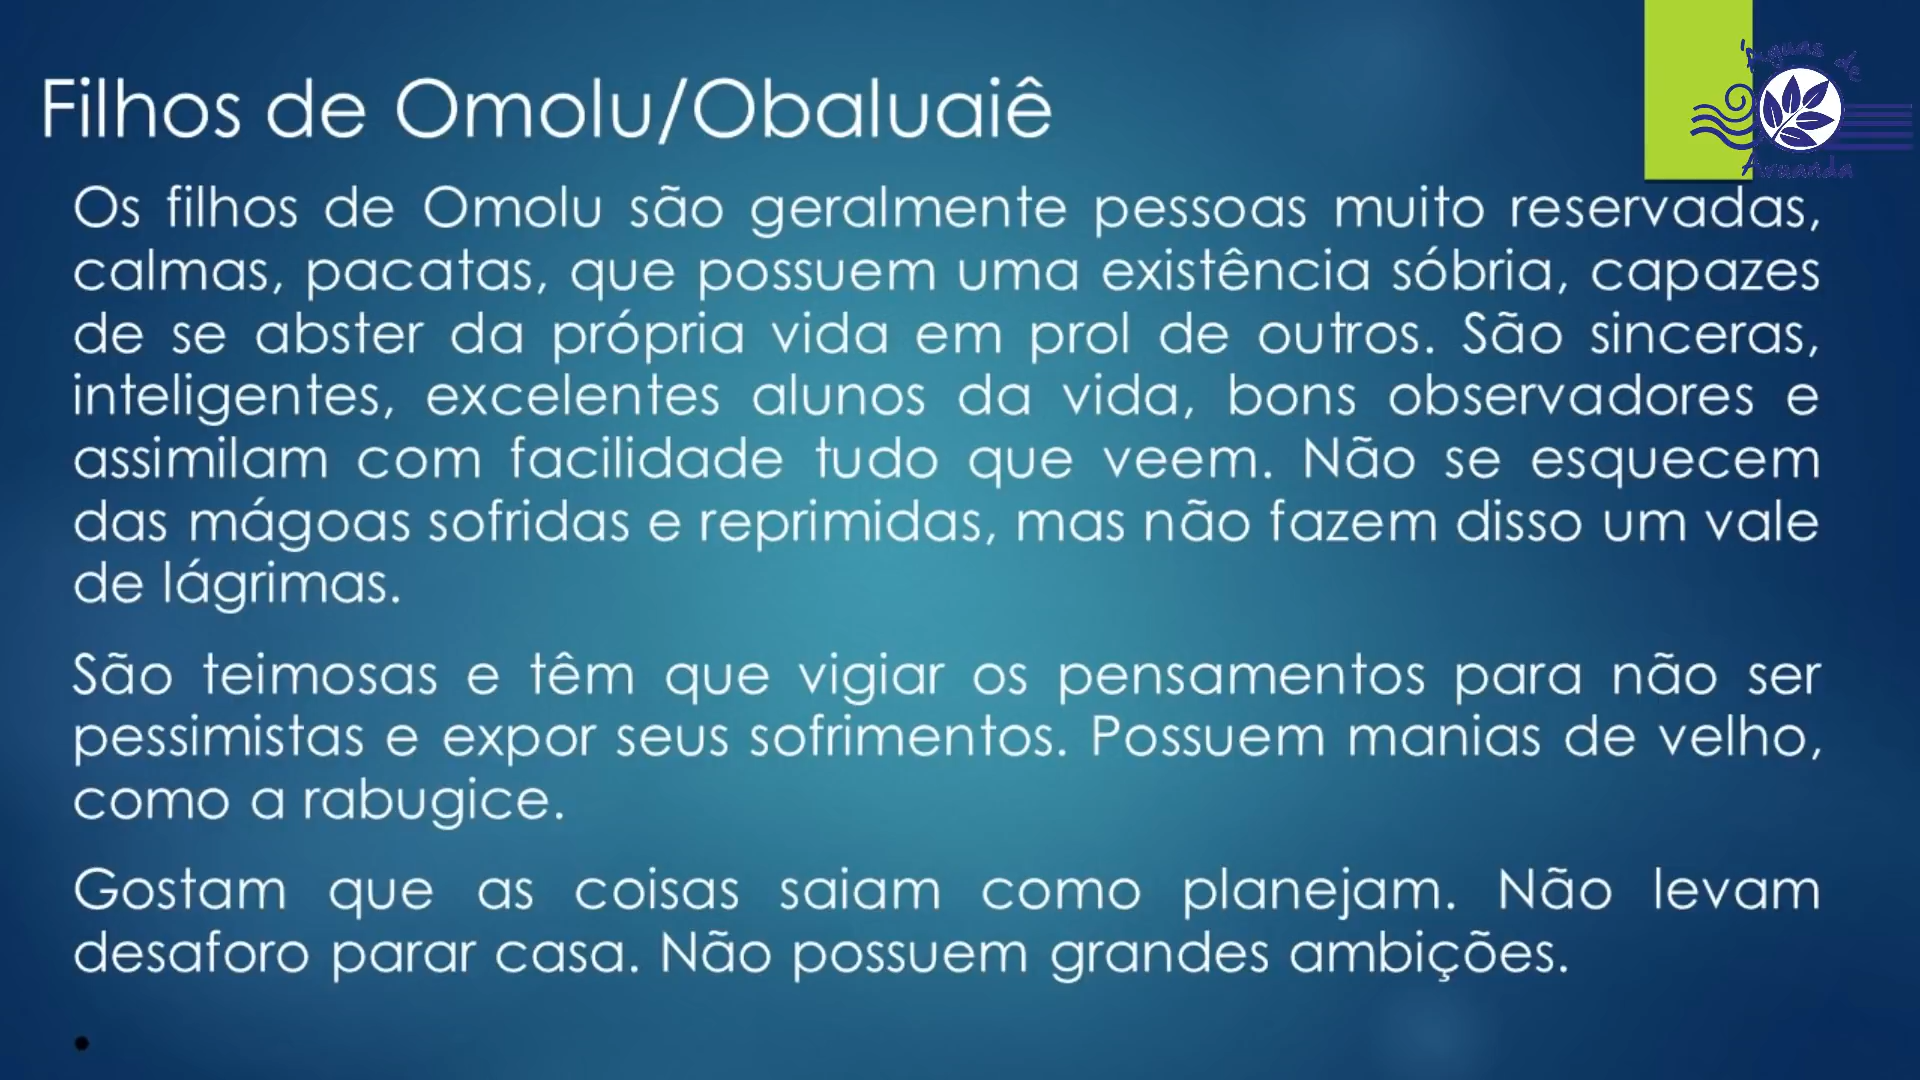 Águas de
Aruanda
Filhos de Omolu/Obaluaiê
Os filhos de Omolu são geralmente pessoas muito reservadas,
calmas, pacatas, que possuem uma existência sóbria, capazes
de se abster da própria vida em prol de outros. São sinceras,
inteligentes, excelentes alunos da vida, bons observadores e
assimilam com facilidade tudo que veem. Não se esquecem
das mágoas sofridas e reprimidas, mas não fazem disso um vale
de lágrimas.
São teimosas e têm que vigiar os pensamentos para não ser
pessimistas e expor seus sofrimentos. Possuem manias de velho,
como a rabugice.
Gostam que as coisas saiam como planejam. Não levam
desaforo parar casa. Não possuem grandes ambições.